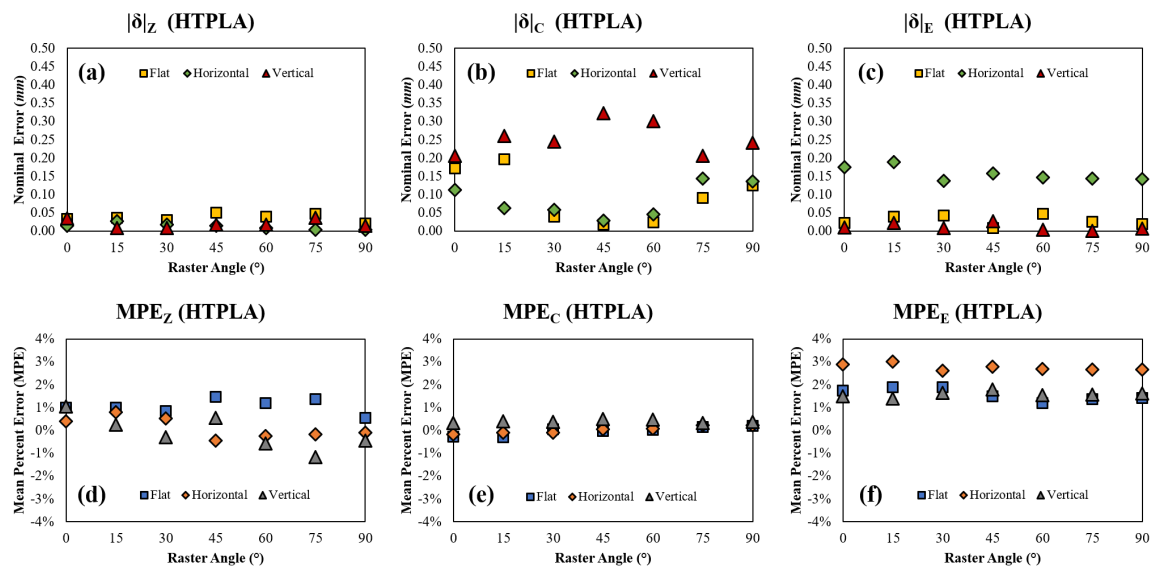 |δ|Z (HTPLA)
0.50
0.45
0.40
0.35
0.30
0.25
0.20
0.15
0.10
0.05
0.00
Nominal Error (mm)
(a)
Flat Horizontal Vertical
0 15 30 45 60 75 90
Raster Angle (°)
|δ|C (HTPLA)
0.50
0.45
0.40
0.35
0.30
0.25
0.20
0.15
0.10
0.05
0.00
Nominal Error (mm)
(b)
Flat Horizontal Vertical
0 15 30 45 60 75 90
Raster Angle (°)
|δ|E (HTPLA)
0.50
0.45
0.40
0.35
0.30
0.25
0.20
0.15
0.10
0.05
0.00
Nominal Error (mm)
(c)
Flat Horizontal Vertical
0 15 30 45 60 75 90
Raster Angle (°)
MPEZ (HTPLA)
4%
3%
2%
1%
0%
-1%
-2%
-3%
-4%
Mean Percent Error (MPE)
(d)
Flat Horizontal Vertical
0 15 30 45 60 75 90
Raster Angle (°)
MPEC (HTPLA)
4%
3%
2%
1%
0%
-1%
-2%
-3%
-4%
Mean Percent Error (MPE)
(e)
Flat Horizontal Vertical
0 15 30 45 60 75 90
Raster Angle (°)
MPEE (HTPLA)
4%
3%
2%
1%
0%
-1%
-2%
-3%
-4%
Mean Percent Error (MPE)
(f)
Flat Horizontal Vertical
0 15 30 45 60 75 90
Raster Angle (°)